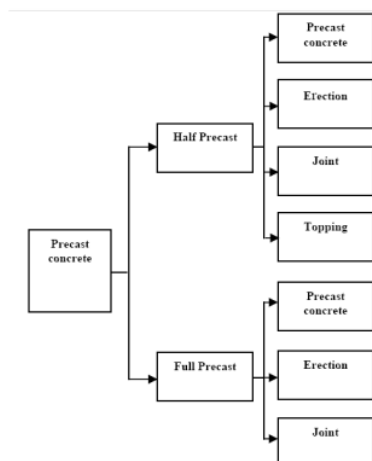 Precast
concrete
Half Precast
Precast
concrete
Erection
Joint
Topping
Full Precast
Precast
concrete
Erection
Joint